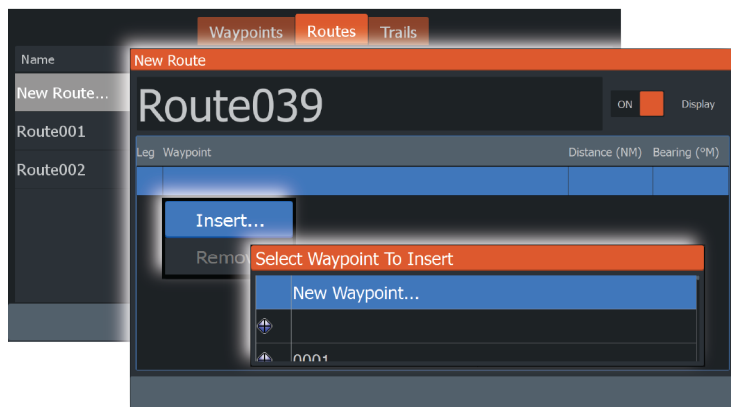 Waypoints Routes Trails
Name
New Route...
Route001
Route002
New Route
Route039
ON Display
Leg Waypoint Distance (NM) Bearing (°M)
Insert...
Select Waypoint To Insert
New Waypoint...
0001